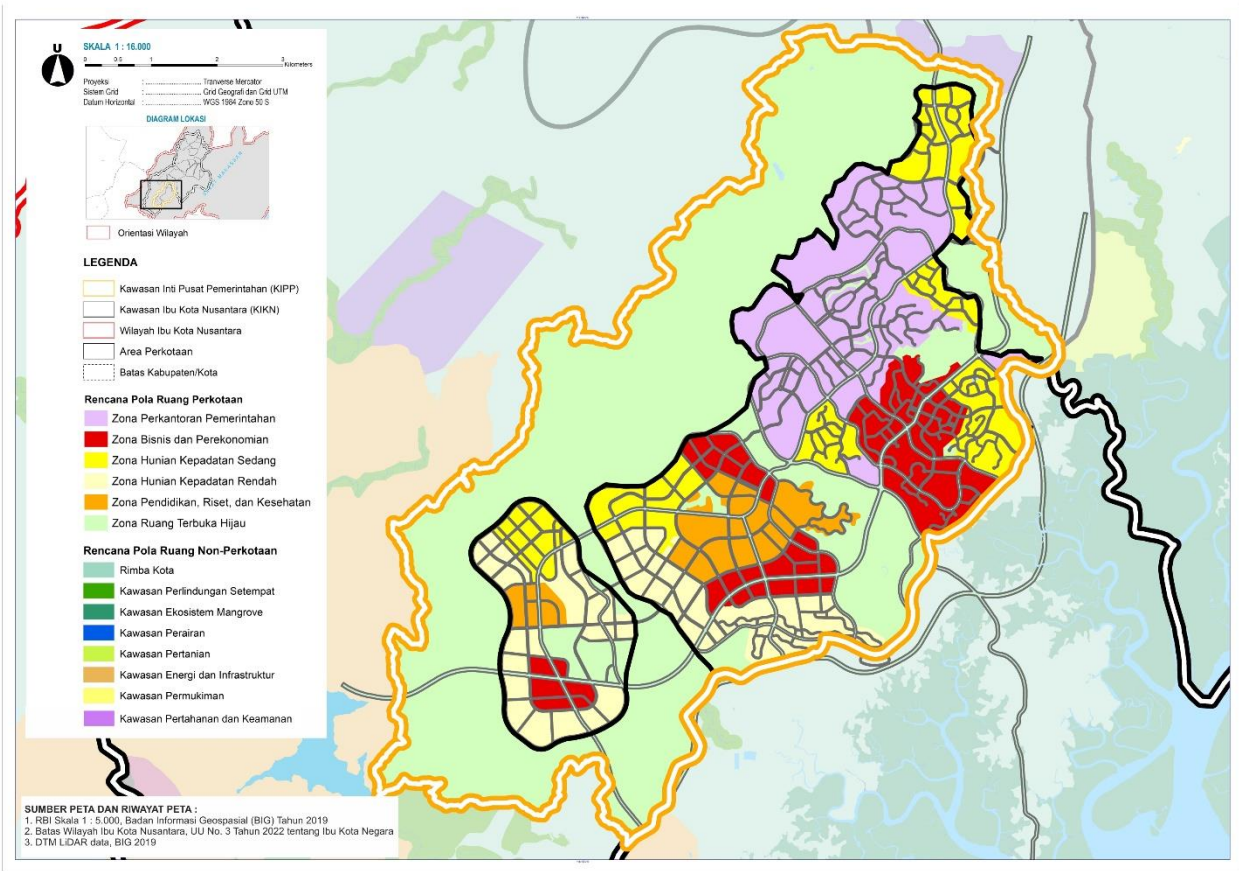 U
SKALA 1 : 16.000
0 0.5 1 2 3
Kilometers
Proyeksi : ............................ Tranverse Mercator
Sistem Grid : ............................ Grid Geografi dan Grid UTM
Datum Horizontal : ............................ WGS 1984 Zone 50 S
DIAGRAM LOKASI
Orientasi Wilayah
LEGENDA
Kawasan Inti Pusat Pemerintahan (KIPP)
Kawasan Ibu Kota Nusantara (KIKN)
Wilayah Ibu Kota Nusantara
Area Perkotaan
Batas Kabupaten/Kota
Rencana Pola Ruang Perkotaan
Zona Perkantoran Pemerintahan
Zona Bisnis dan Perekonomian
Zona Hunian Kepadatan Sedang
Zona Hunian Kepadatan Rendah
Zona Pendidikan, Riset, dan Kesehatan
Zona Ruang Terbuka Hijau
Rencana Pola Ruang Non-Perkotaan
Rimba Kota
Kawasan Perlindungan Setempat
Kawasan Ekosistem Mangrove
Kawasan Perairan
Kawasan Pertanian
Kawasan Energi dan Infrastruktur
Kawasan Permukiman
Kawasan Pertahanan dan Keamanan
SUMBER PETA DAN RIWAYAT PETA :
1. RBI Skala 1 : 5.000, Badan Informasi Geospasial (BIG) Tahun 2019
2. Batas Wilayah Ibu Kota Nusantara, UU No. 3 Tahun 2022 tentang Ibu Kota Negara
3. DTM LiDAR data, BIG 2019